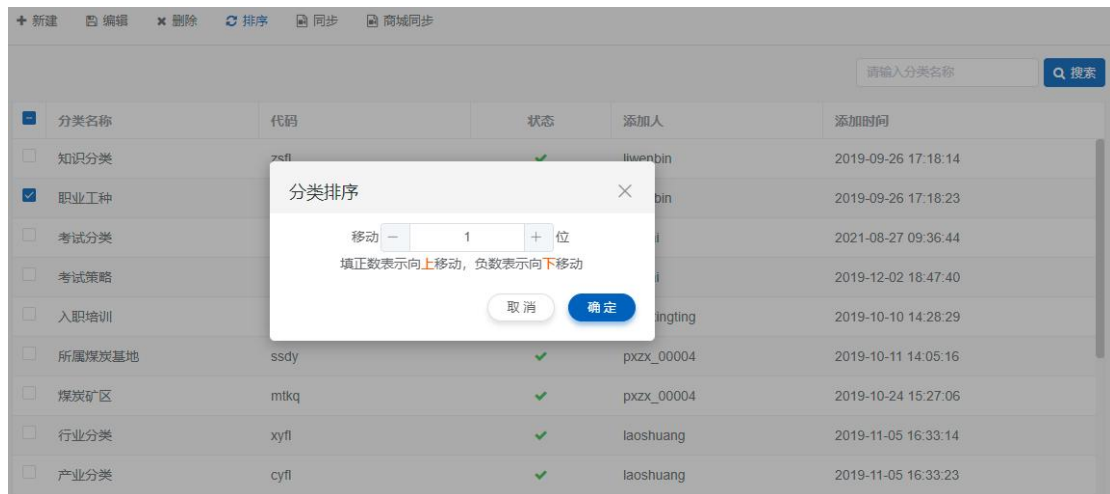 新建 编辑 删除 排序 同步 商城同步
请输入分类名称 搜索
分类名称 代码 状态 添加人 添加时间
知识分类 zsfl liwenbin 2019-09-26 17:18:14
职业工种 bin 2019-09-26 17:18:23
考试分类 i 2021-08-27 09:36:44
考试策略 i 2019-12-02 18:47:40
入职培训 tingting 2019-10-10 14:28:29
分类排序
移动 1 位
填正数表示向上移动，负数表示向下移动
取消 确定
所属煤炭基地 ssdy pxzx_00004 2019-10-11 14:05:16
煤炭矿区 mtkq pxzx_00004 2019-10-24 15:27:06
行业分类 xyfl laoshuang 2019-11-05 16:33:14
产业分类 cyfl laoshuang 2019-11-05 16:33:23